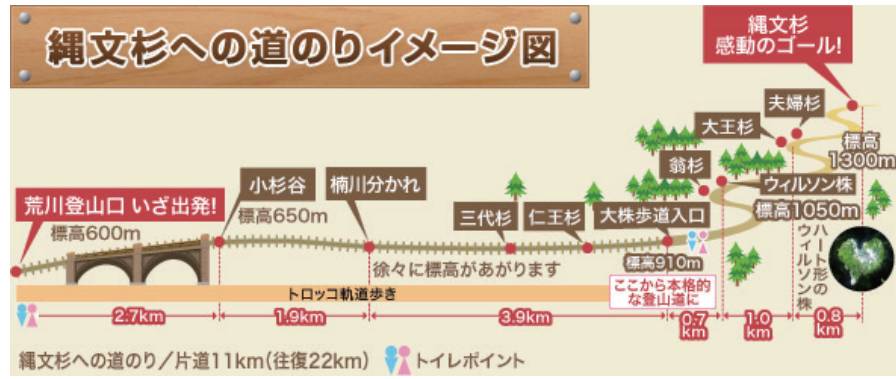 縄文杉への道のりイメージ図
縄文杉
感動のゴール!
夫婦杉
大王杉
標高
1300m
翁杉
ウィルソン株
小杉谷
楠川分かれ
荒川登山口 いざ出発!
標高600m
標高650m
三代杉
仁王杉
大株歩道入口
標高1050m
標高910m
徐々に標高があがります
ハート形の
ウィルソン株
ここから本格的
な登山道に
トロッコ軌道歩き
2.7km
1.9km
3.9km
0.7
km
1.0
km
0.8
km
縄文杉への道のり／片道11km(往復22km)
トイレポイント